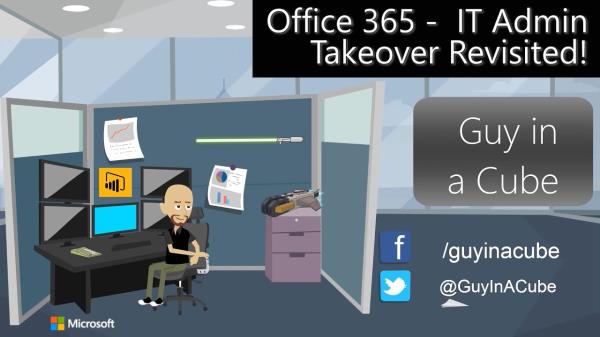 Office 365 - IT Admin
Takeover Revisited!
Guy in
a Cube
f
/guyinacube
@GuyInACube
Microsoft